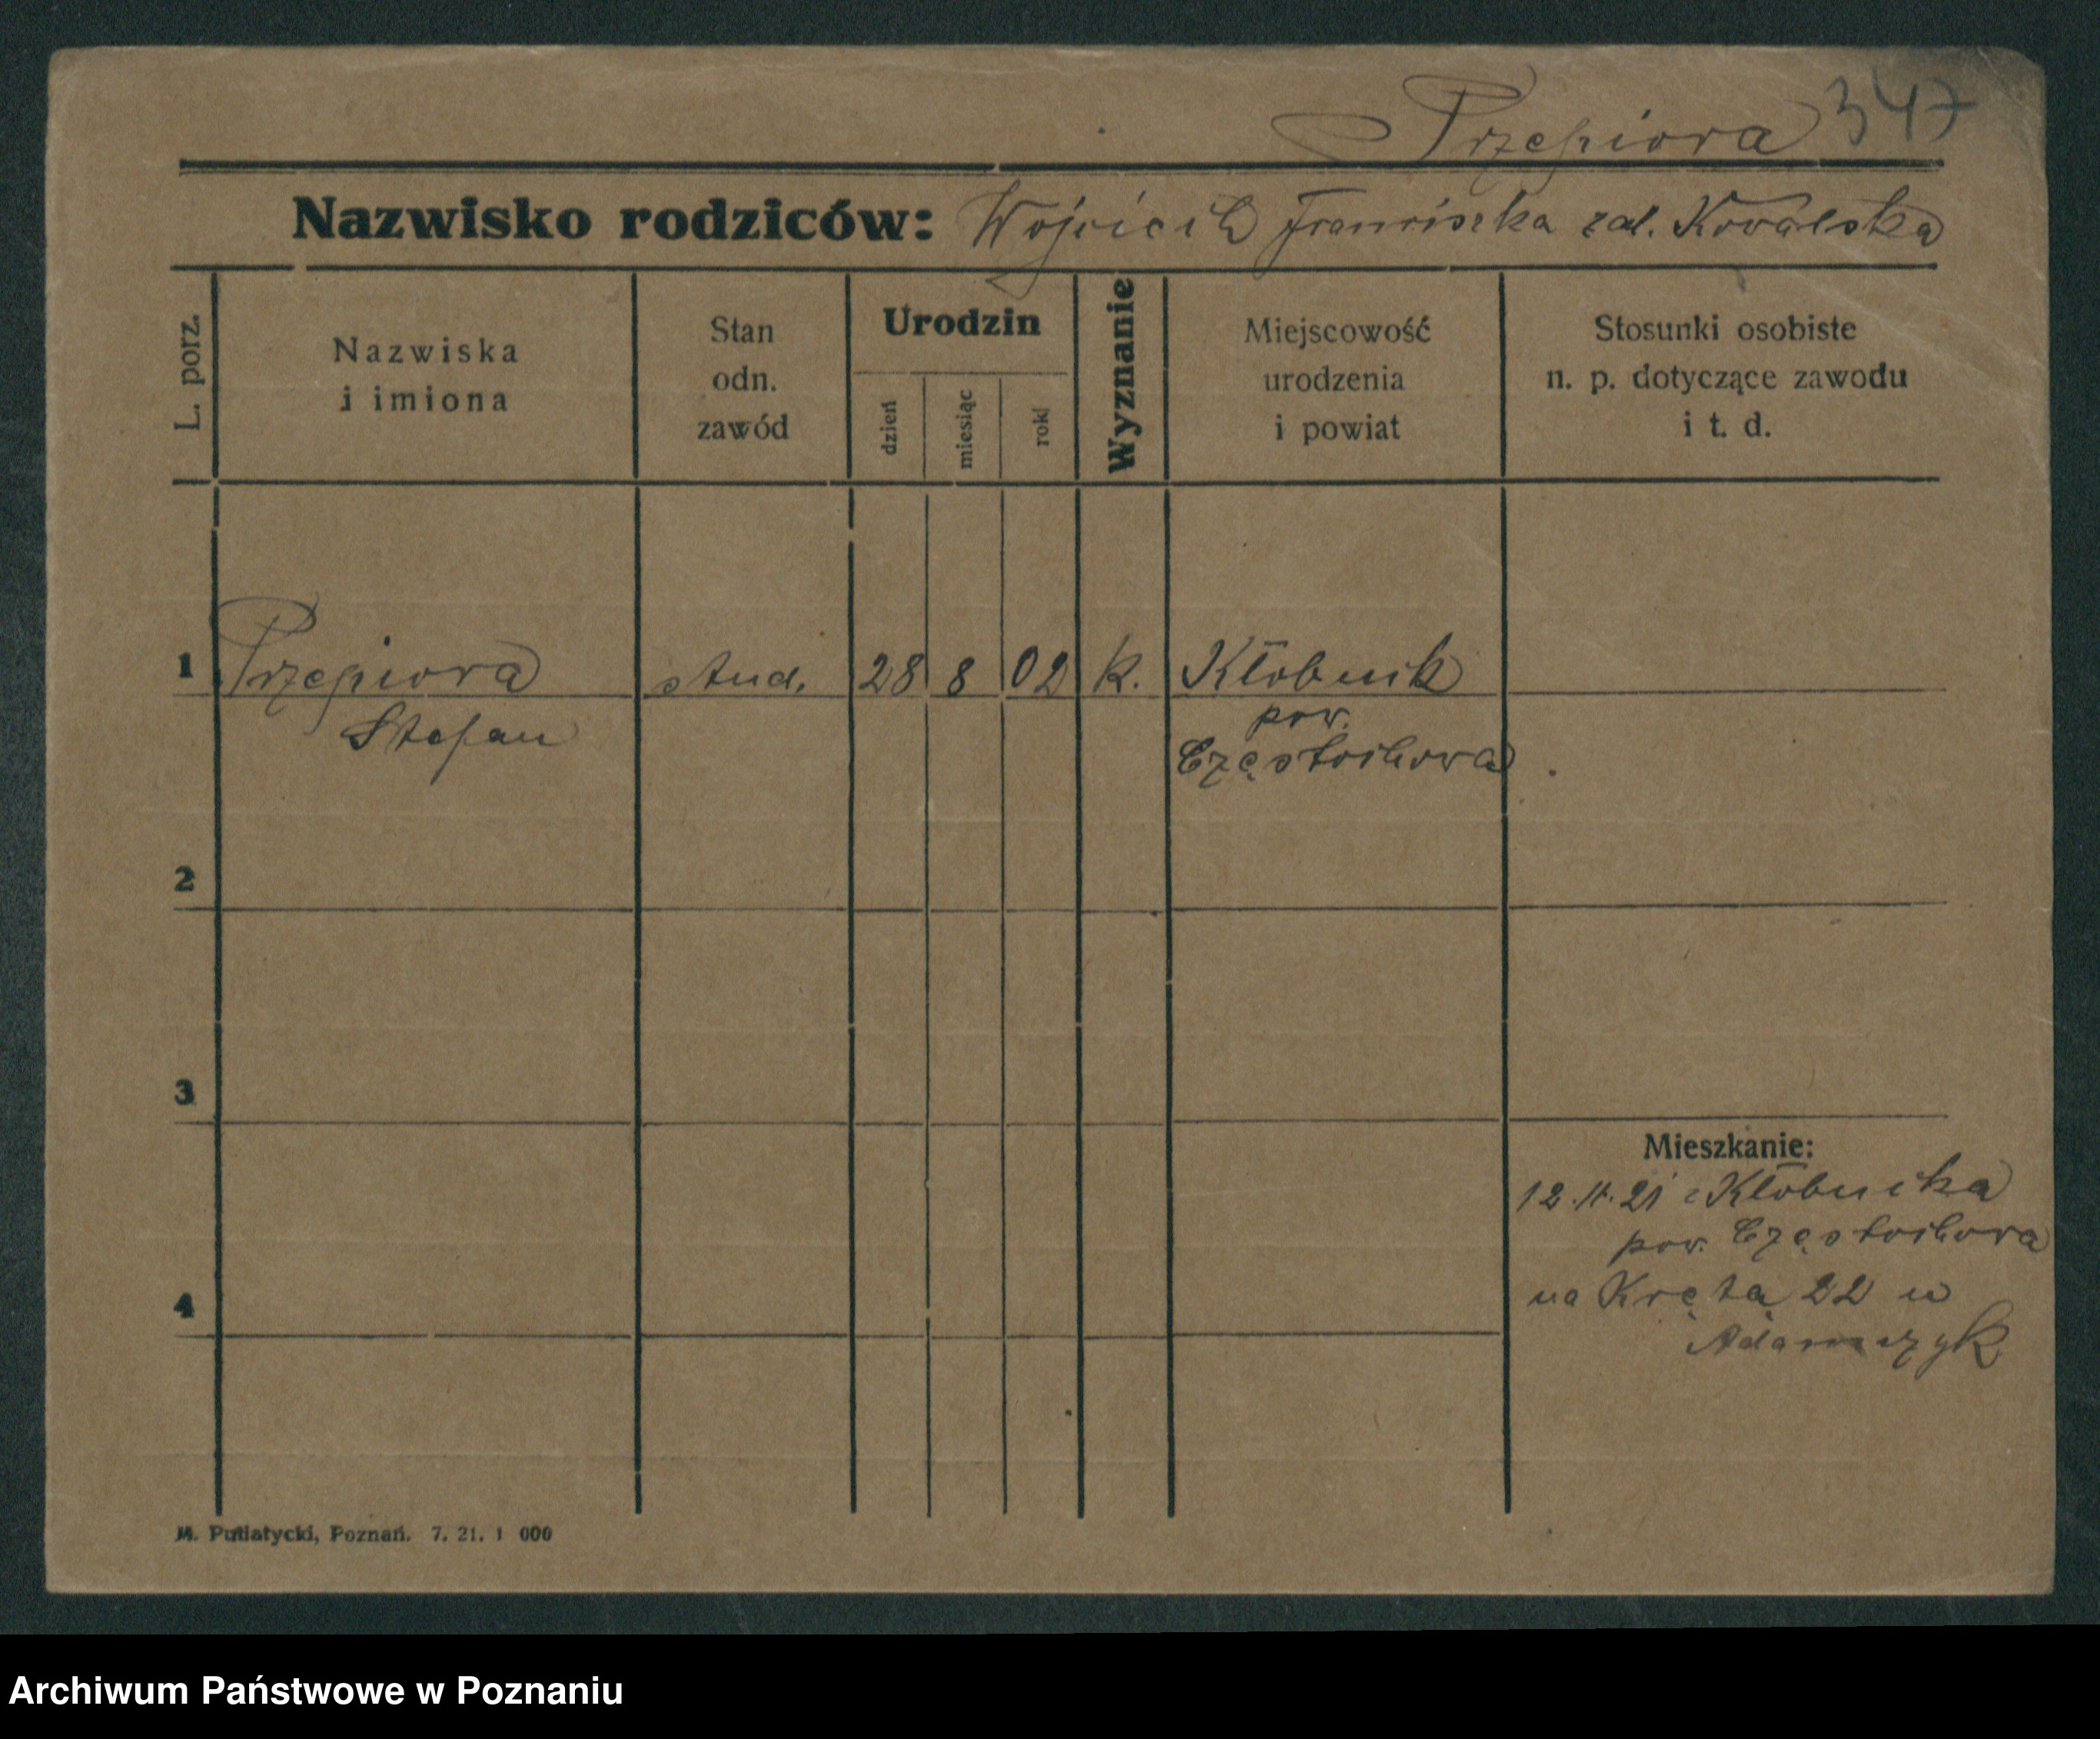 Przepiora 347
Nazwisko rodziców: Wojciech Franciszka zd. Kowalska
L. porz.
Nazwiska
i imiona
Stan
odn.
zawód
Urodzin
dzień
miesiąc
rok
Wyznanie
Miejscowość
urodzenia
i powiat
Stosunki osobiste
n. p. dotyczące zawodu
i t. d.
1 Przepiora stud. 28 8 02 k. Kłobuck
Stefan pow.
Częstochowa
2
3
Mieszkanie:
12.11.21 z Kłobucka
pow. Częstochowa
4 na Krętą 22 u
Adamczyk
M. Putiatycki, Poznań. 7. 21. 1 000
Archiwum Państwowe w Poznaniu